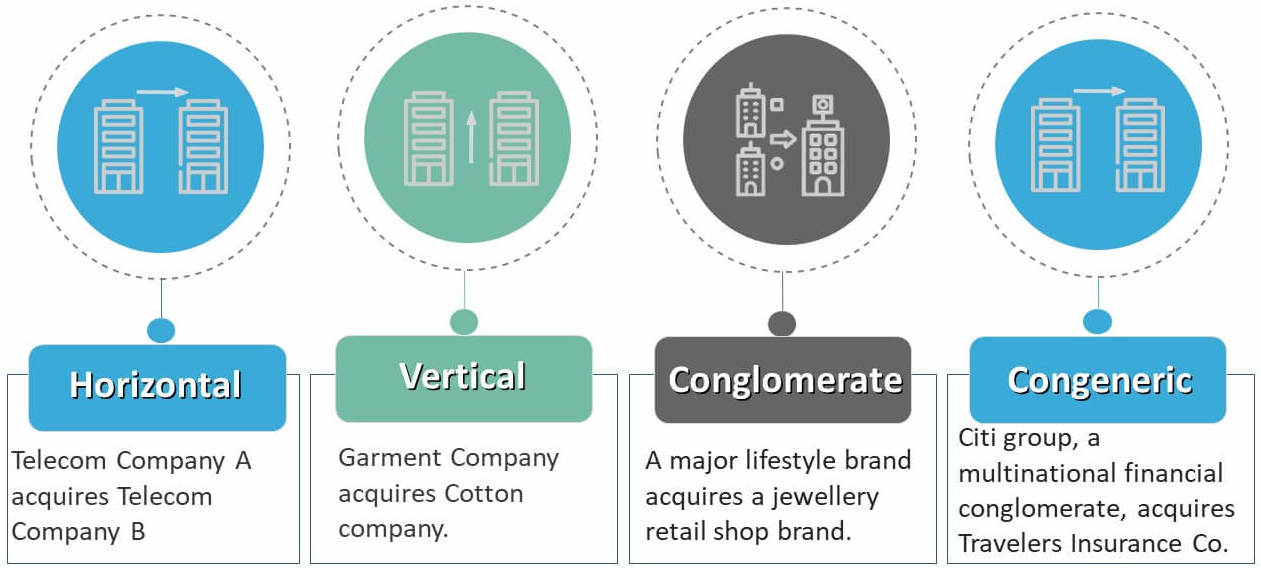 Horizontal
Telecom Company A
acquires Telecom
Company B
Vertical
Garment Company
acquires Cotton
company.
Conglomerate
A major lifestyle brand
acquires a jewellery
retail shop brand.
Congeneric
Citi group, a
multinational financial
conglomerate, acquires
Travelers Insurance Co.